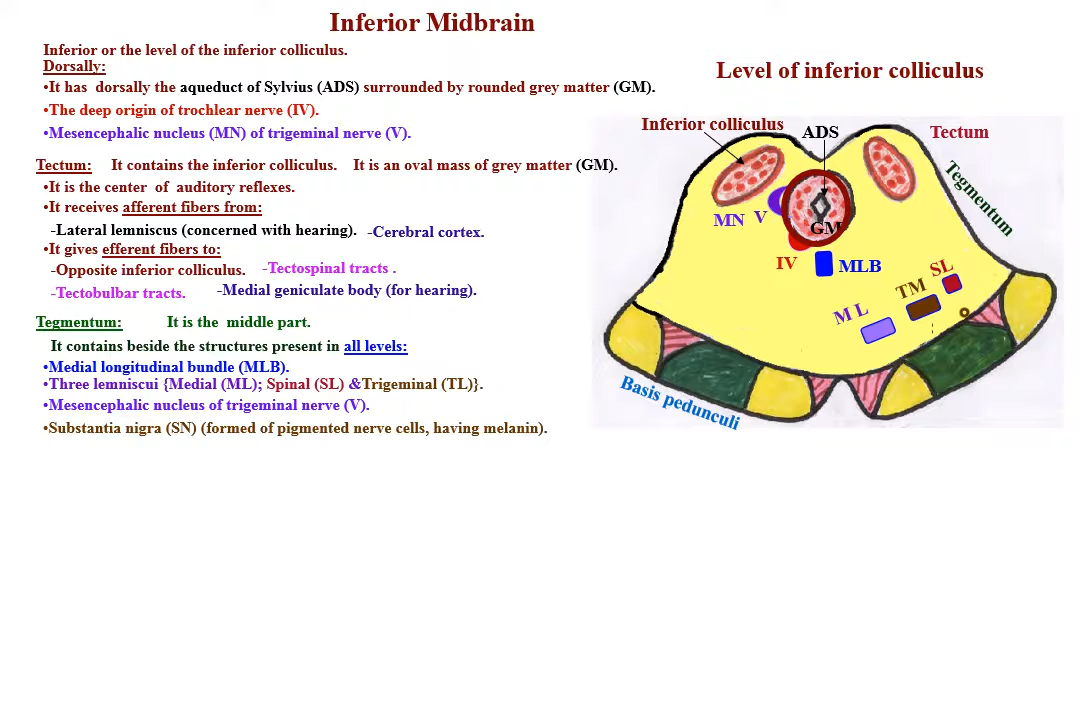 Inferior Midbrain
Inferior or the level of the inferior colliculus.
Dorsally:
•It has  dorsally the aqueduct of Sylvius (ADS) surrounded by rounded grey matter (GM).
•The deep origin of trochlear nerve (IV).
•Mesencephalic nucleus (MN) of trigeminal nerve (V).
Tectum:    It contains the inferior colliculus.   It is an oval mass of grey matter (GM).
•It is the center  of  auditory reflexes.
•It receives afferent fibers from:
-Lateral lemniscus (concerned with hearing).  -Cerebral cortex.
•It gives efferent fibers to:
-Opposite inferior colliculus.    -Tectospinal tracts .
-Tectobulbar tracts.    -Medial geniculate body (for hearing).
Tegmentum:    It is the  middle part.
It contains beside the structures present in all levels:
•Medial longitudinal bundle (MLB).
•Three lemniscui {Medial (ML); Spinal (SL) &Trigeminal (TL)}.
•Mesencephalic nucleus of trigeminal nerve (V).
•Substantia nigra (SN) (formed of pigmented nerve cells, having melanin).
Level of inferior colliculus
Inferior colliculus
ADS
Tectum
Tegmentum
MN  V
GM
IV
MLB
SL
TM
M L
Basis pedunculi